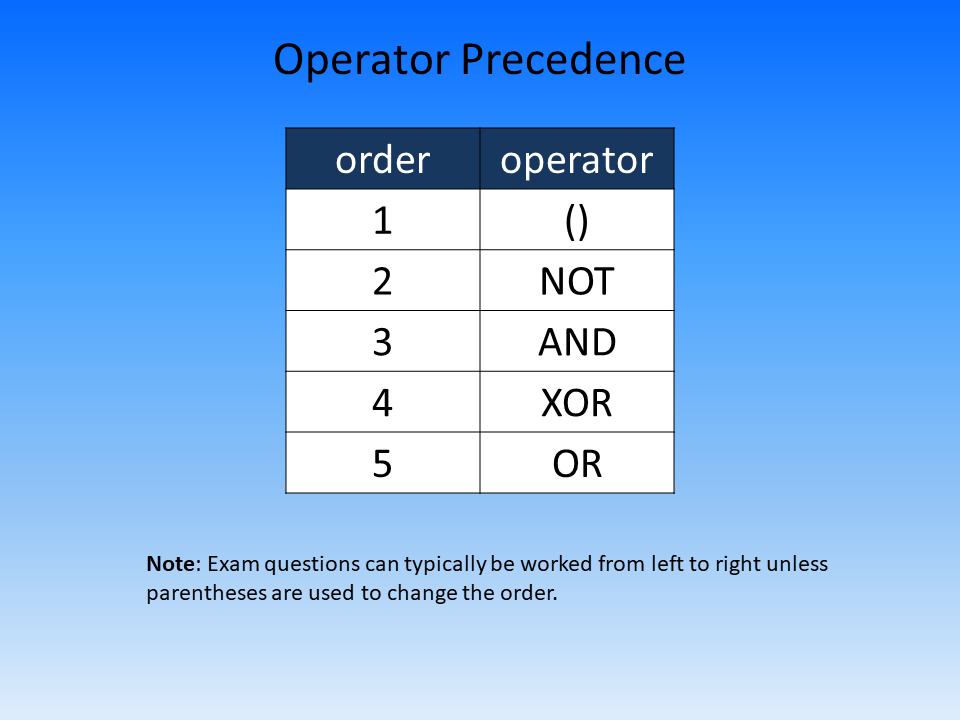 Operator Precedence
order operator
1 ()
2 NOT
3 AND
4 XOR
5 OR
Note: Exam questions can typically be worked from left to right unless
parentheses are used to change the order.